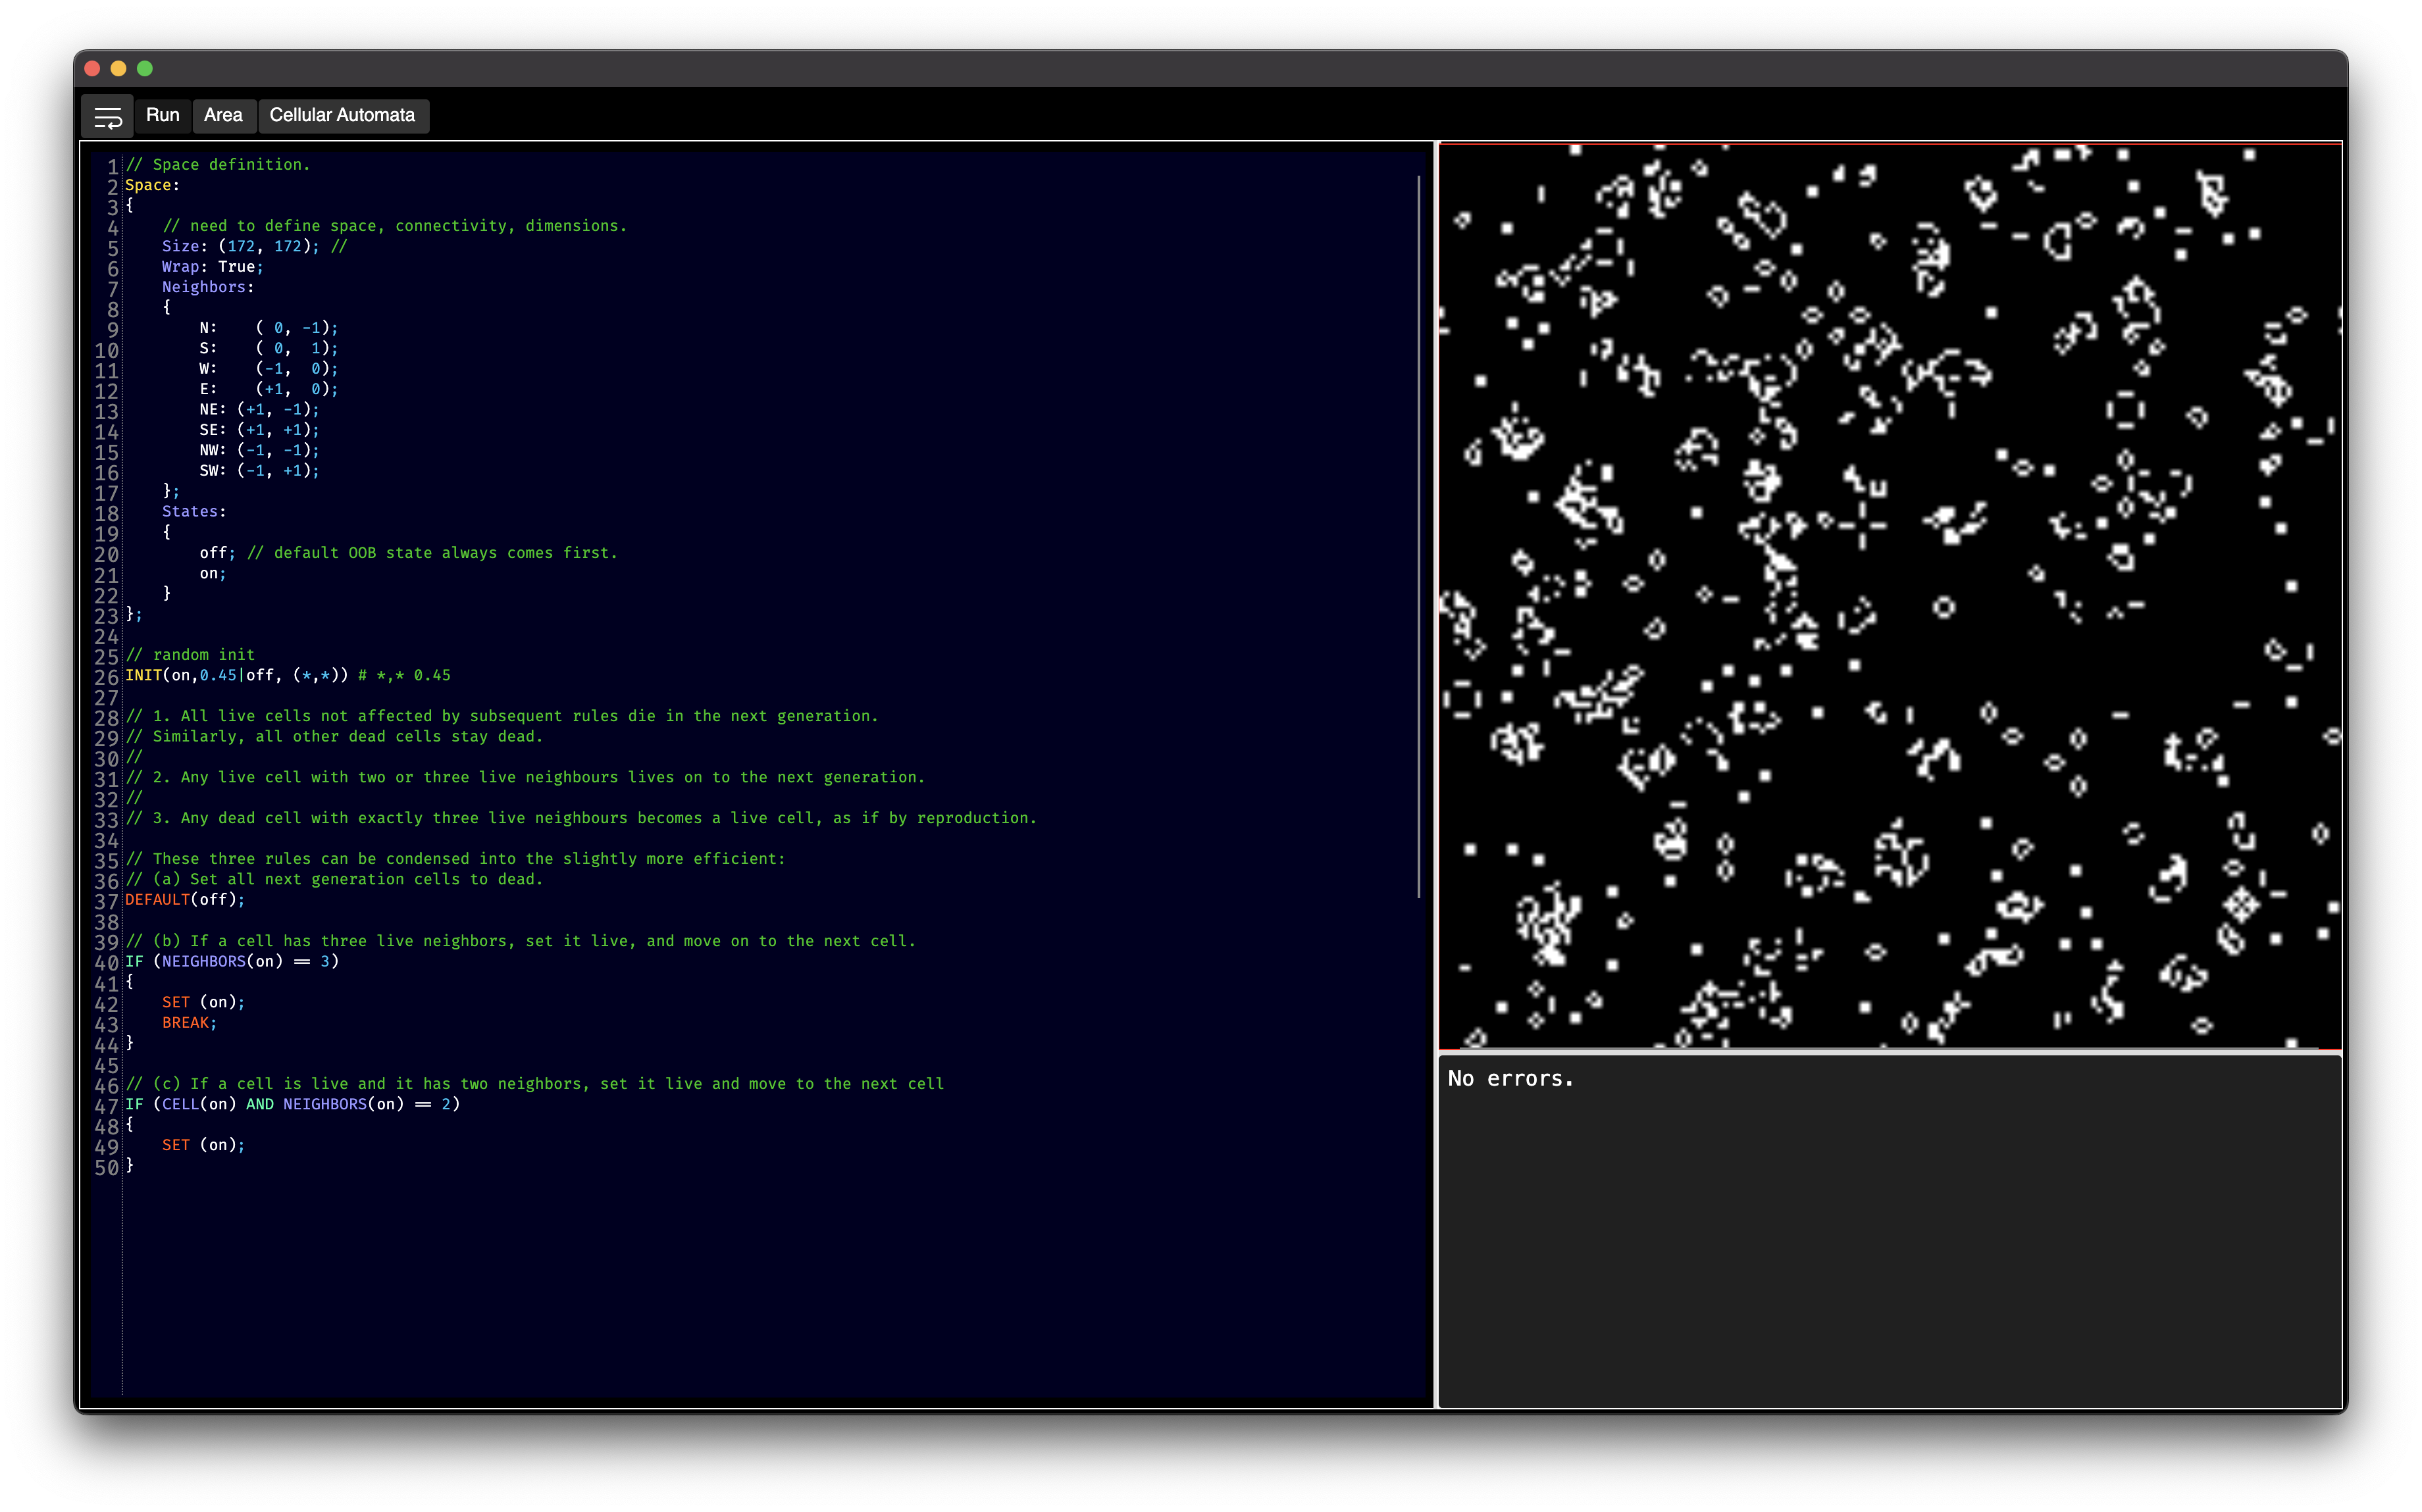 Run Area Cellular Automata
1 // Space definition.
2 Space:
3 {
4     // need to define space, connectivity, dimensions.
5     Size: (172, 172); //
6     Wrap: True;
7     Neighbors:
8     {
9         N:    ( 0, -1);
10         S:    ( 0,  1);
11         W:    (-1,  0);
12         E:    (+1,  0);
13         NE: (+1, -1);
14         SE: (+1, +1);
15         NW: (-1, -1);
16         SW: (-1, +1);
17     };
18     States:
19     {
20         off; // default OOB state always comes first.
21         on;
22     }
23 };
24
25 // random init
26 INIT(on,0.45|off, (*,*)) # *,* 0.45
27
28 // 1. All live cells not affected by subsequent rules die in the next generation.
29 // Similarly, all other dead cells stay dead.
30 //
31 // 2. Any live cell with two or three live neighbours lives on to the next generation.
32 //
33 // 3. Any dead cell with exactly three live neighbours becomes a live cell, as if by reproduction.
34
35 // These three rules can be condensed into the slightly more efficient:
36 // (a) Set all next generation cells to dead.
37 DEFAULT(off);
38
39 // (b) If a cell has three live neighbors, set it live, and move on to the next cell.
40 IF (NEIGHBORS(on) == 3)
41 {
42     SET (on);
43     BREAK;
44 }
45
46 // (c) If a cell is live and it has two neighbors, set it live and move to the next cell
47 IF (CELL(on) AND NEIGHBORS(on) == 2)
48 {
49     SET (on);
50 }
No errors.